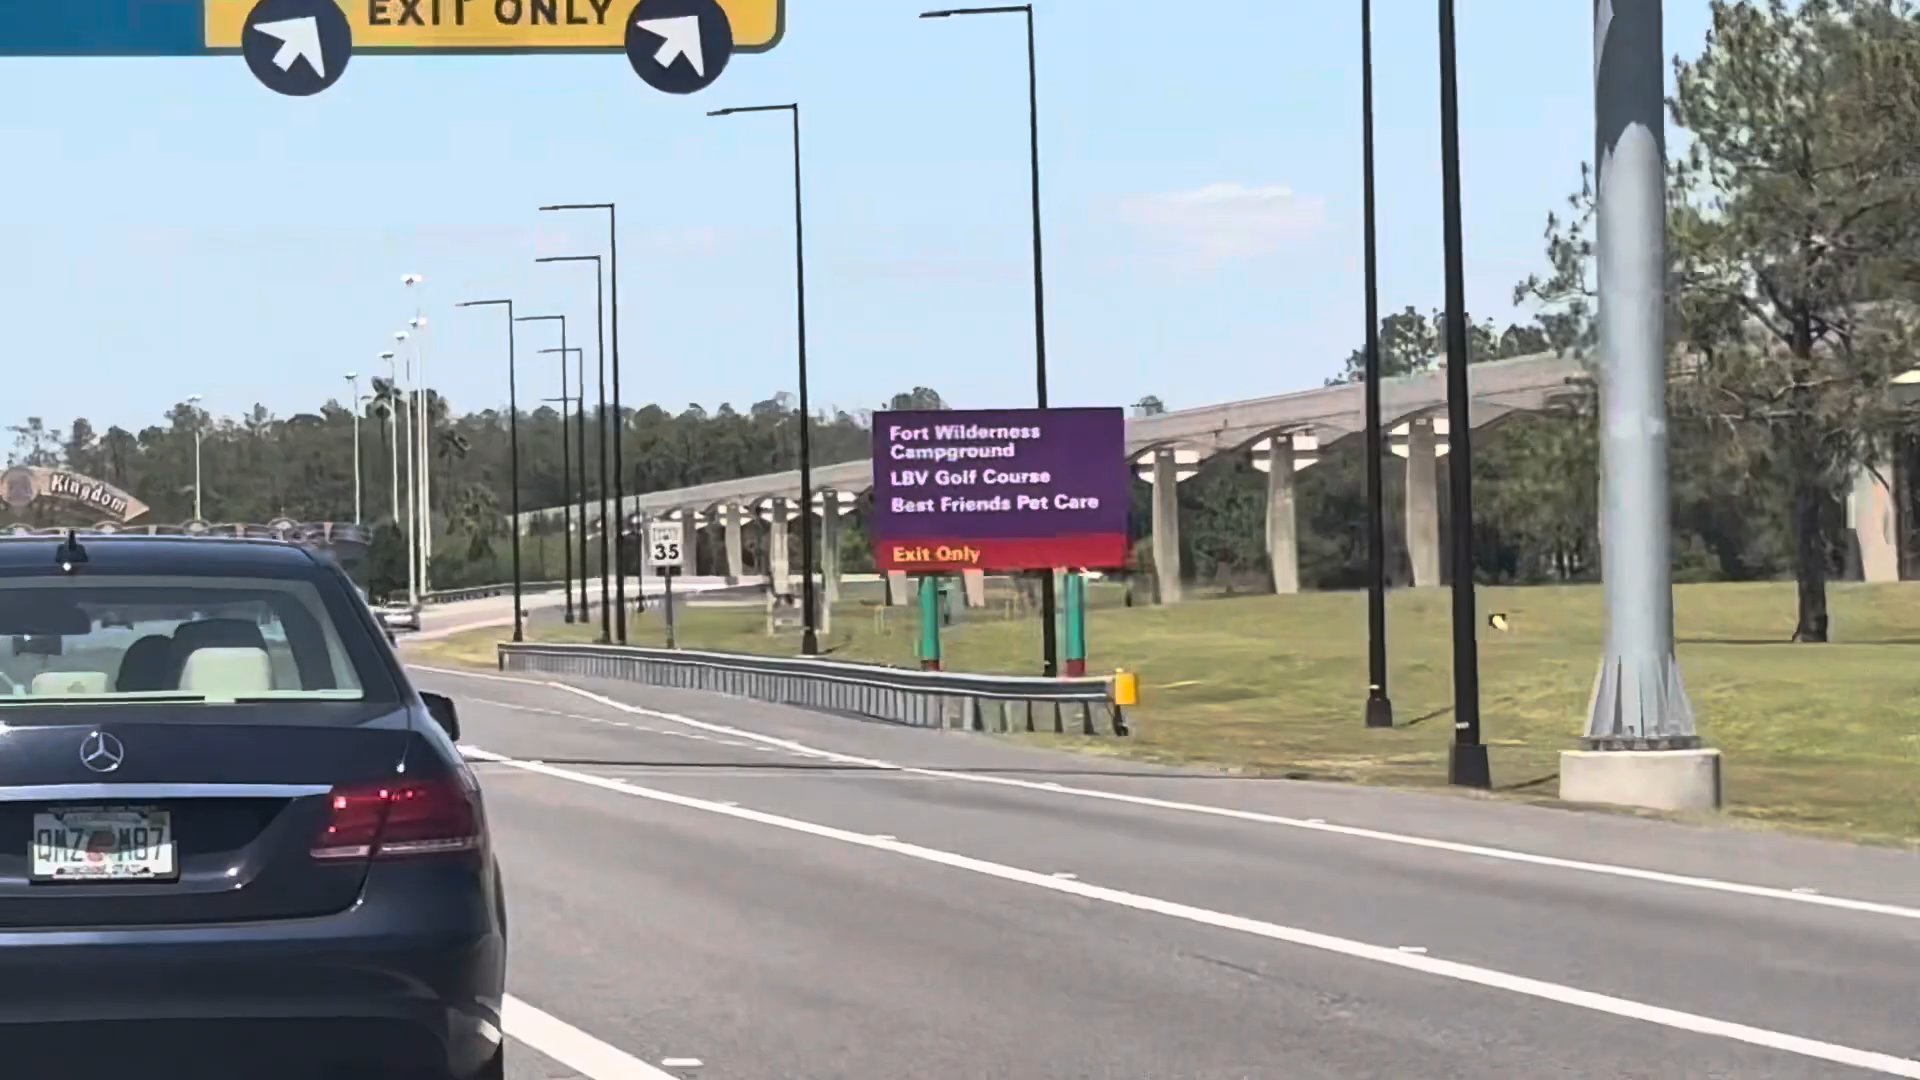 EXIT ONLY
Fort Wilderness
Campground
LBV Golf Course
Best Friends Pet Care
Exit Only
Kingdom
35